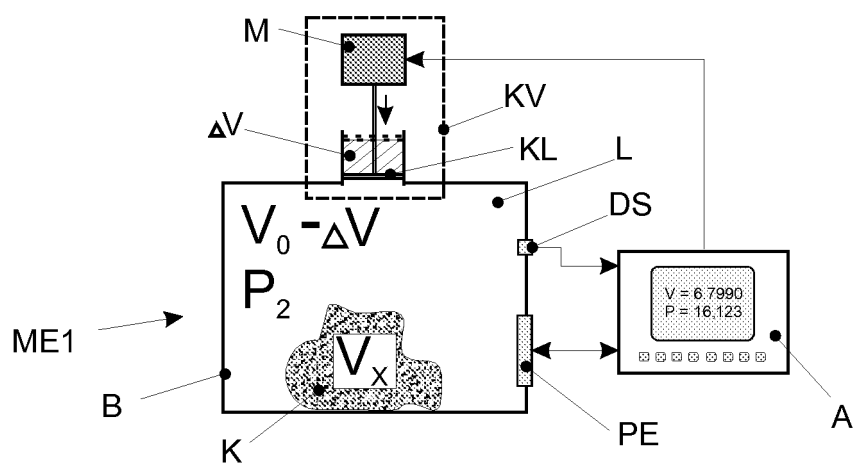 M
KV
ΔV
KL
L
V₀ - ΔV
DS
P₂
V = 6.7990
P = 16.123
ME1
Vₓ
B
K
PE
A